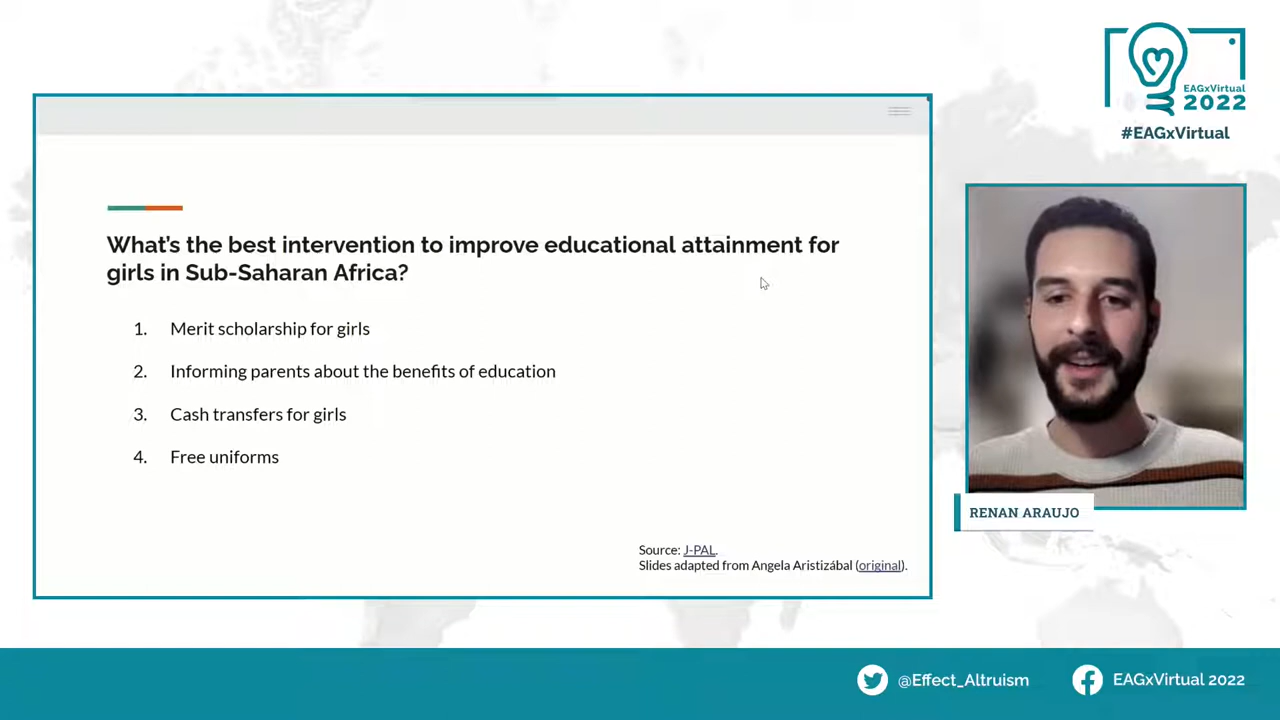 EAGxVirtual
2022
#EAGxVirtual
What's the best intervention to improve educational attainment for
girls in Sub-Saharan Africa?
1. Merit scholarship for girls
2. Informing parents about the benefits of education
3. Cash transfers for girls
4. Free uniforms
Source: J-PAL.
Slides adapted from Angela Aristizábal (original).
RENAN ARAUJO
@Effect_Altruism
EAGxVirtual 2022